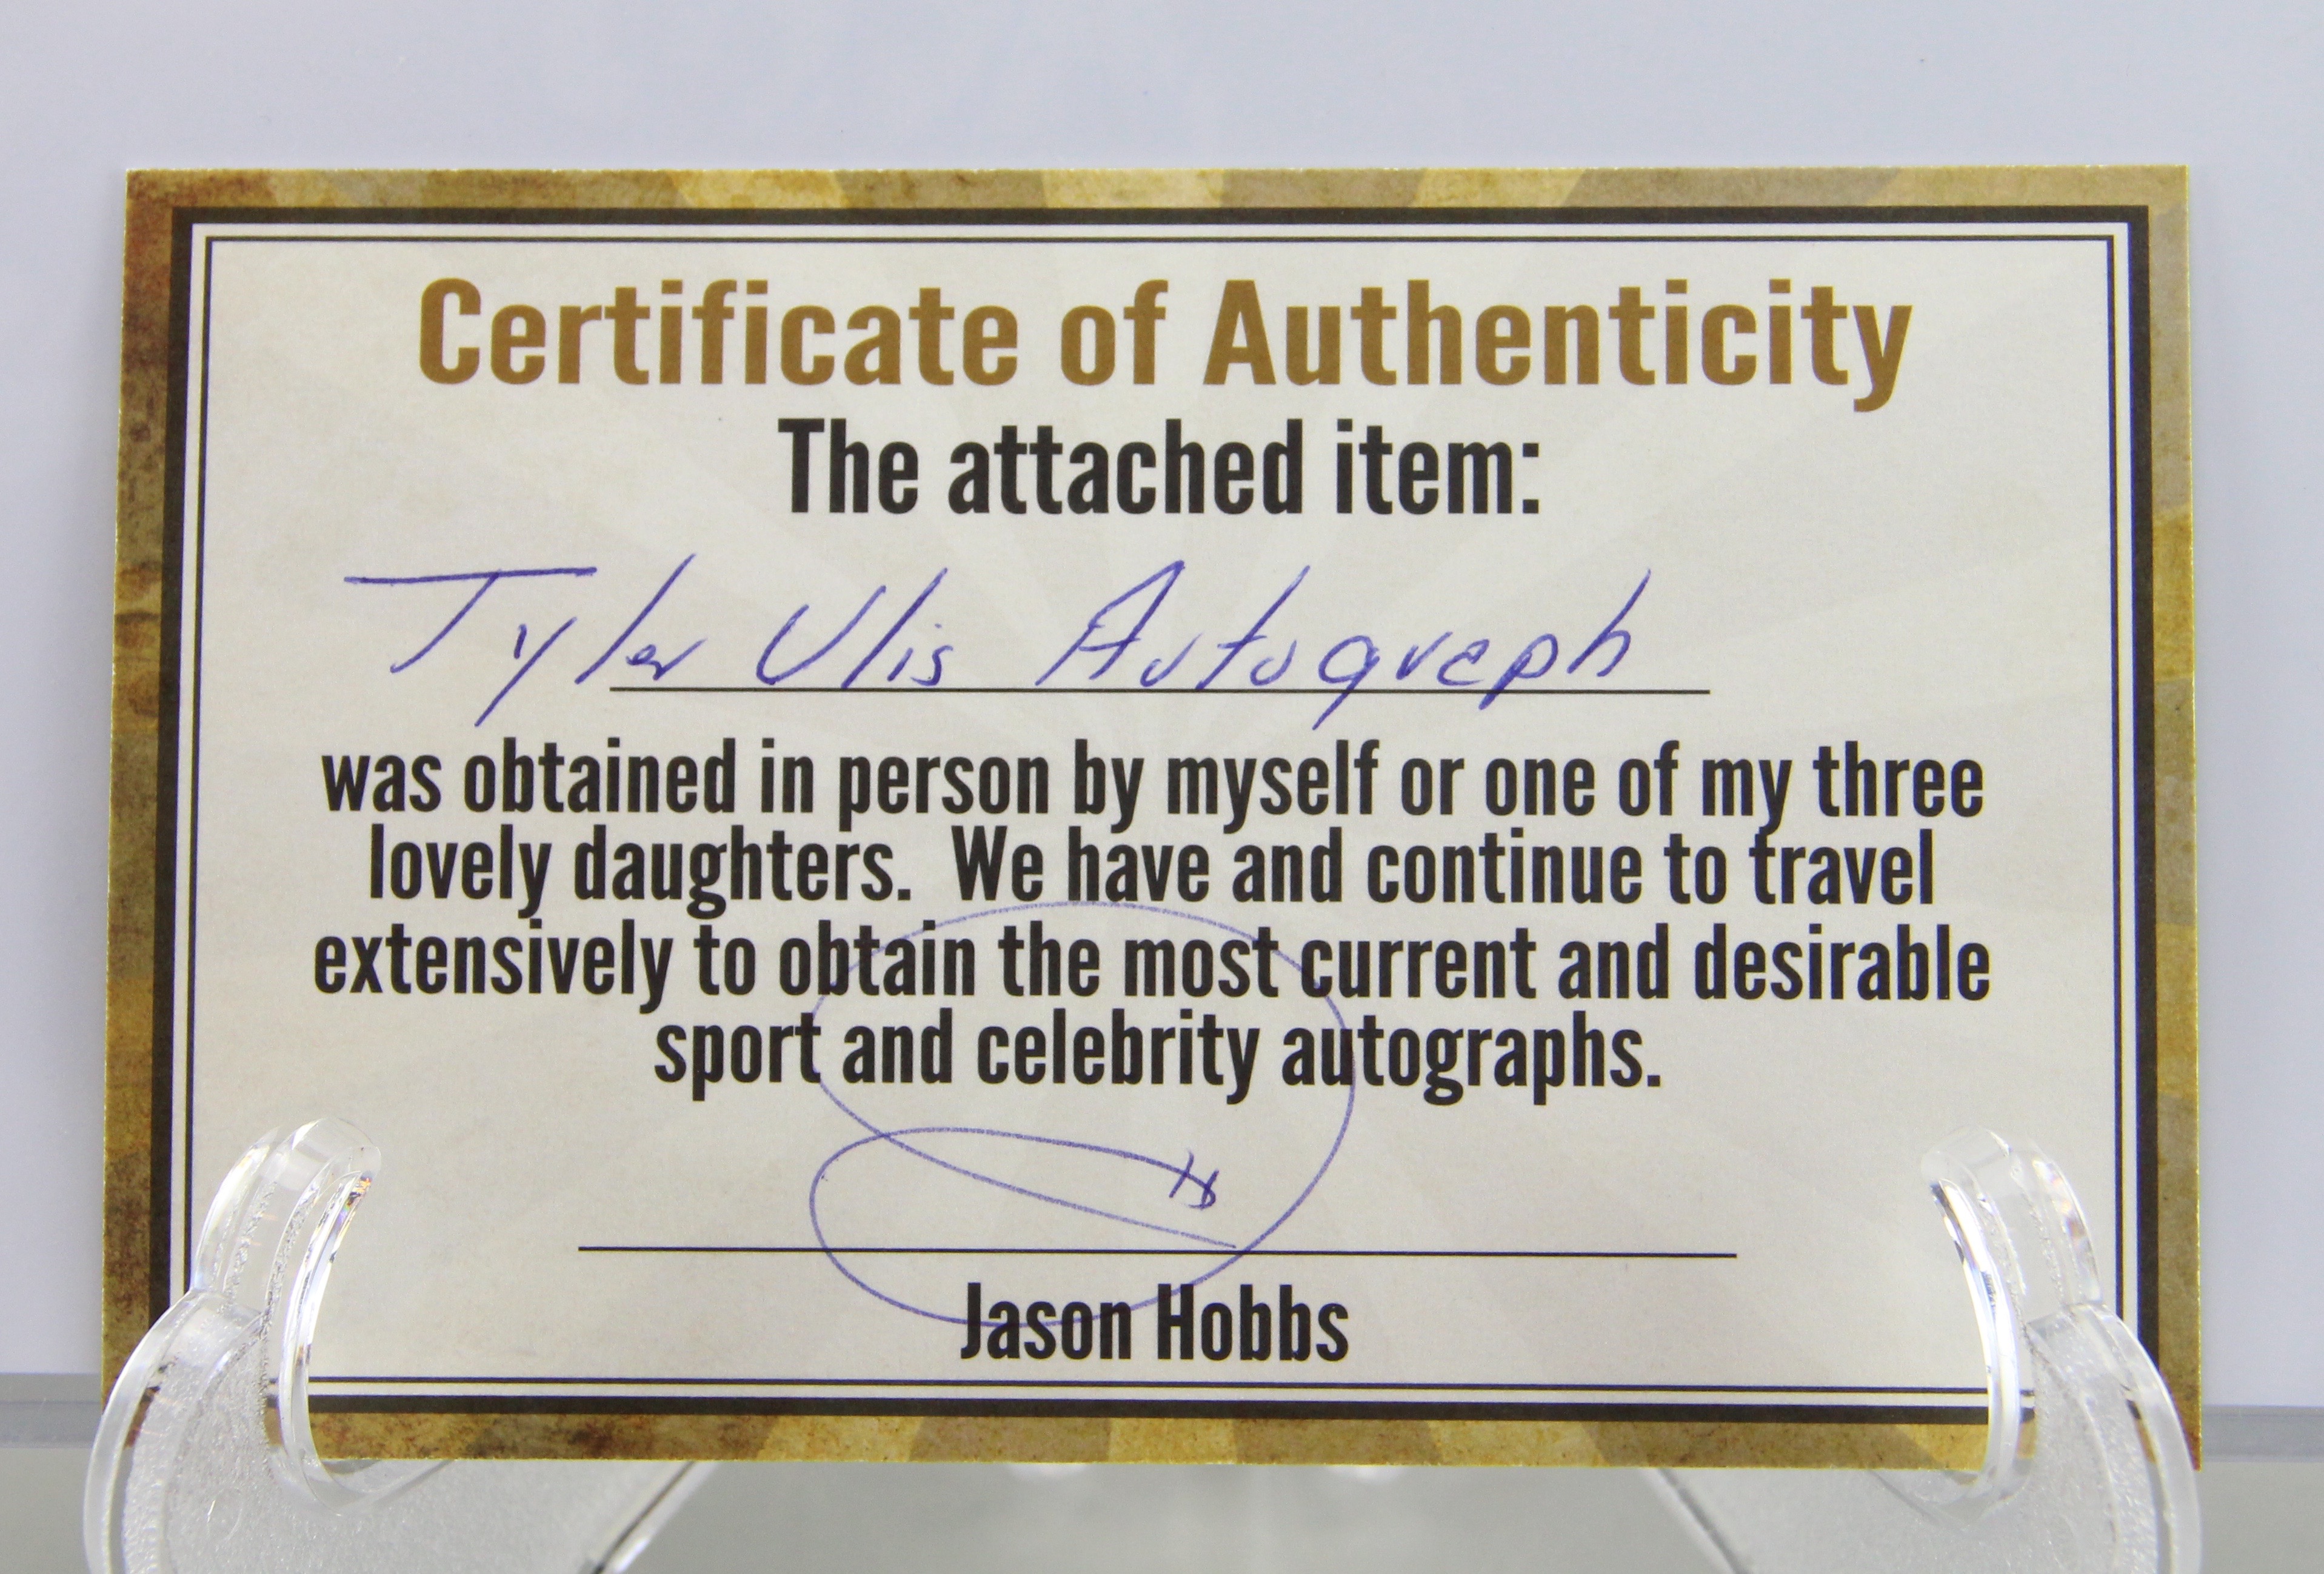 Certificate of Authenticity
The attached item:
Tyler Ulis Autograph
was obtained in person by myself or one of my three
lovely daughters. We have and continue to travel
extensively to obtain the most current and desirable
sport and celebrity autographs.
Jason Hobbs